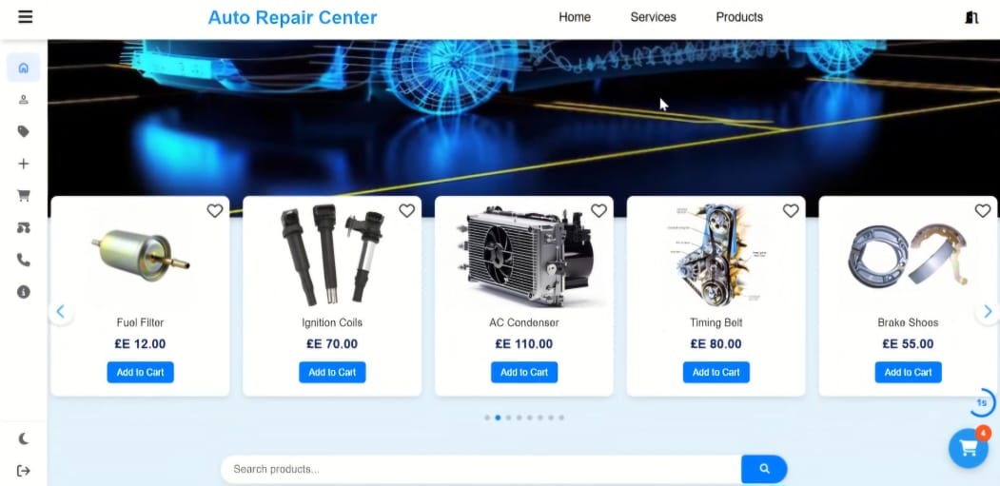 Auto Repair Center
Home Services Products
Fuel Filter
£E 12.00
Add to Cart
Ignition Coils
£E 70.00
Add to Cart
AC Condenser
£E 110.00
Add to Cart
Timing Belt
£E 80.00
Add to Cart
Brake Shoes
£E 55.00
Add to Cart
1s
4
Search products...